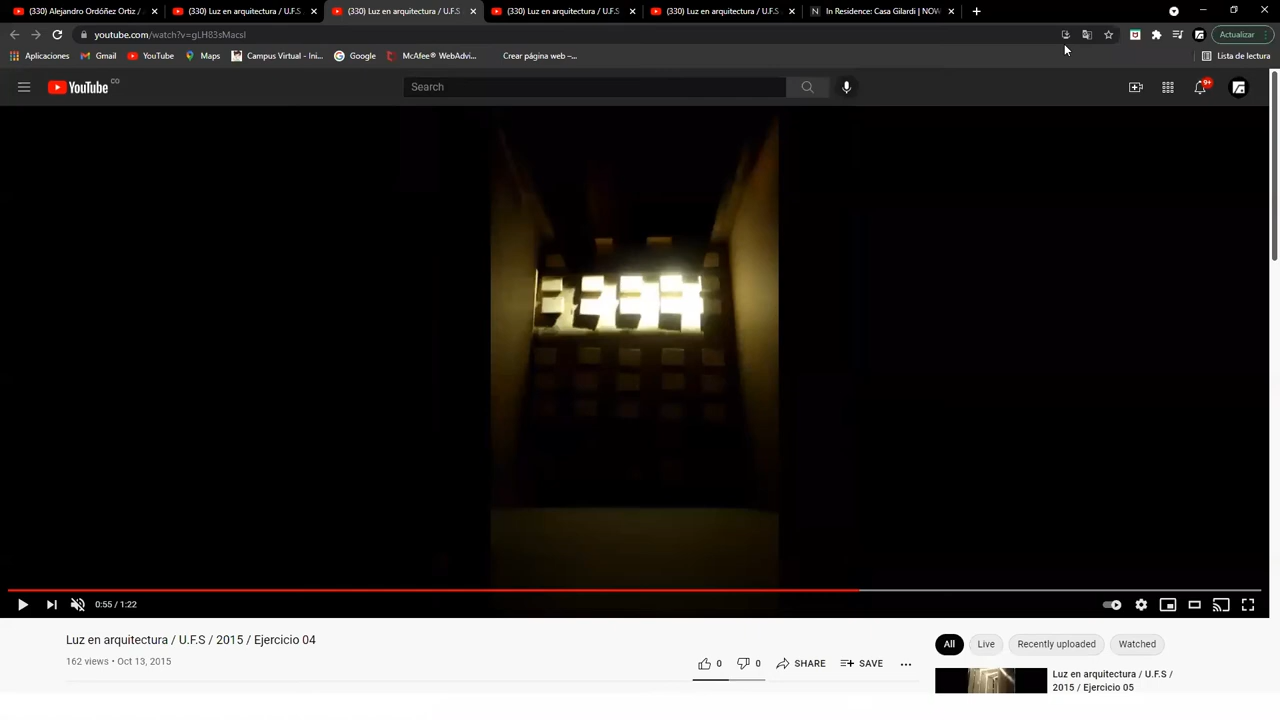 (330) Alejandro Ordóñez Ortiz /
(330) Luz en arquitectura / U.F.S
(330) Luz en arquitectura / U.F.S
(330) Luz en arquitectura / U.F.S
(330) Luz en arquitectura / U.F.S
In Residence: Casa Gilardi | NOW
youtube.com/watch?v=gLH83sMacsI
Actualizar
Aplicaciones
Gmail
YouTube
Maps
Campus Virtual - Ini...
Google
McAfee® WebAdvi...
Crear página web –...
Lista de lectura
YouTube CO
Search
9+
0:55 / 1:22
Luz en arquitectura / U.F.S / 2015 / Ejercicio 04
162 views • Oct 13, 2015
0
0
SHARE
SAVE
All
Live
Recently uploaded
Watched
Luz en arquitectura / U.F.S /
2015 / Ejercicio 05